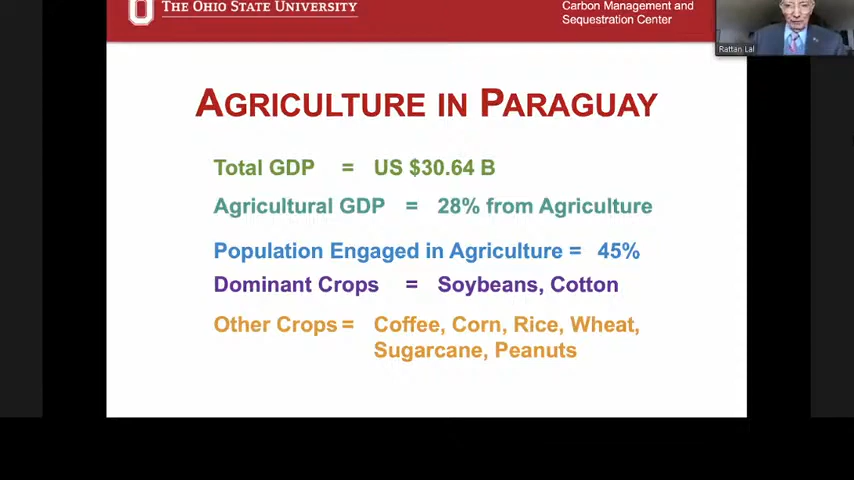 THE OHIO STATE UNIVERSITY
Carbon Management and
Sequestration Center
Rattan Lal
AGRICULTURE IN PARAGUAY
Total GDP = US $30.64 B
Agricultural GDP = 28% from Agriculture
Population Engaged in Agriculture = 45%
Dominant Crops = Soybeans, Cotton
Other Crops = Coffee, Corn, Rice, Wheat,
Sugarcane, Peanuts